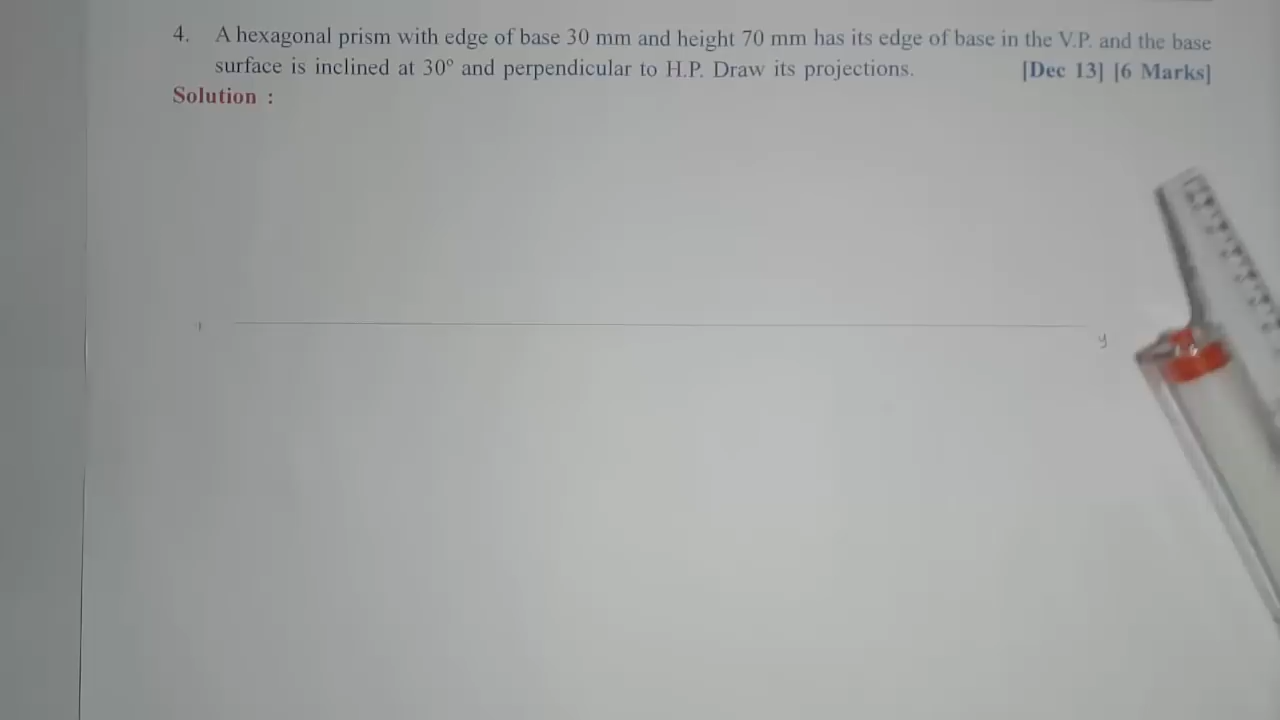 4. A hexagonal prism with edge of base 30 mm and height 70 mm has its edge of base in the V.P. and the base
surface is inclined at 30° and perpendicular to H.P. Draw its projections. [Dec 13] [6 Marks]
Solution :
y